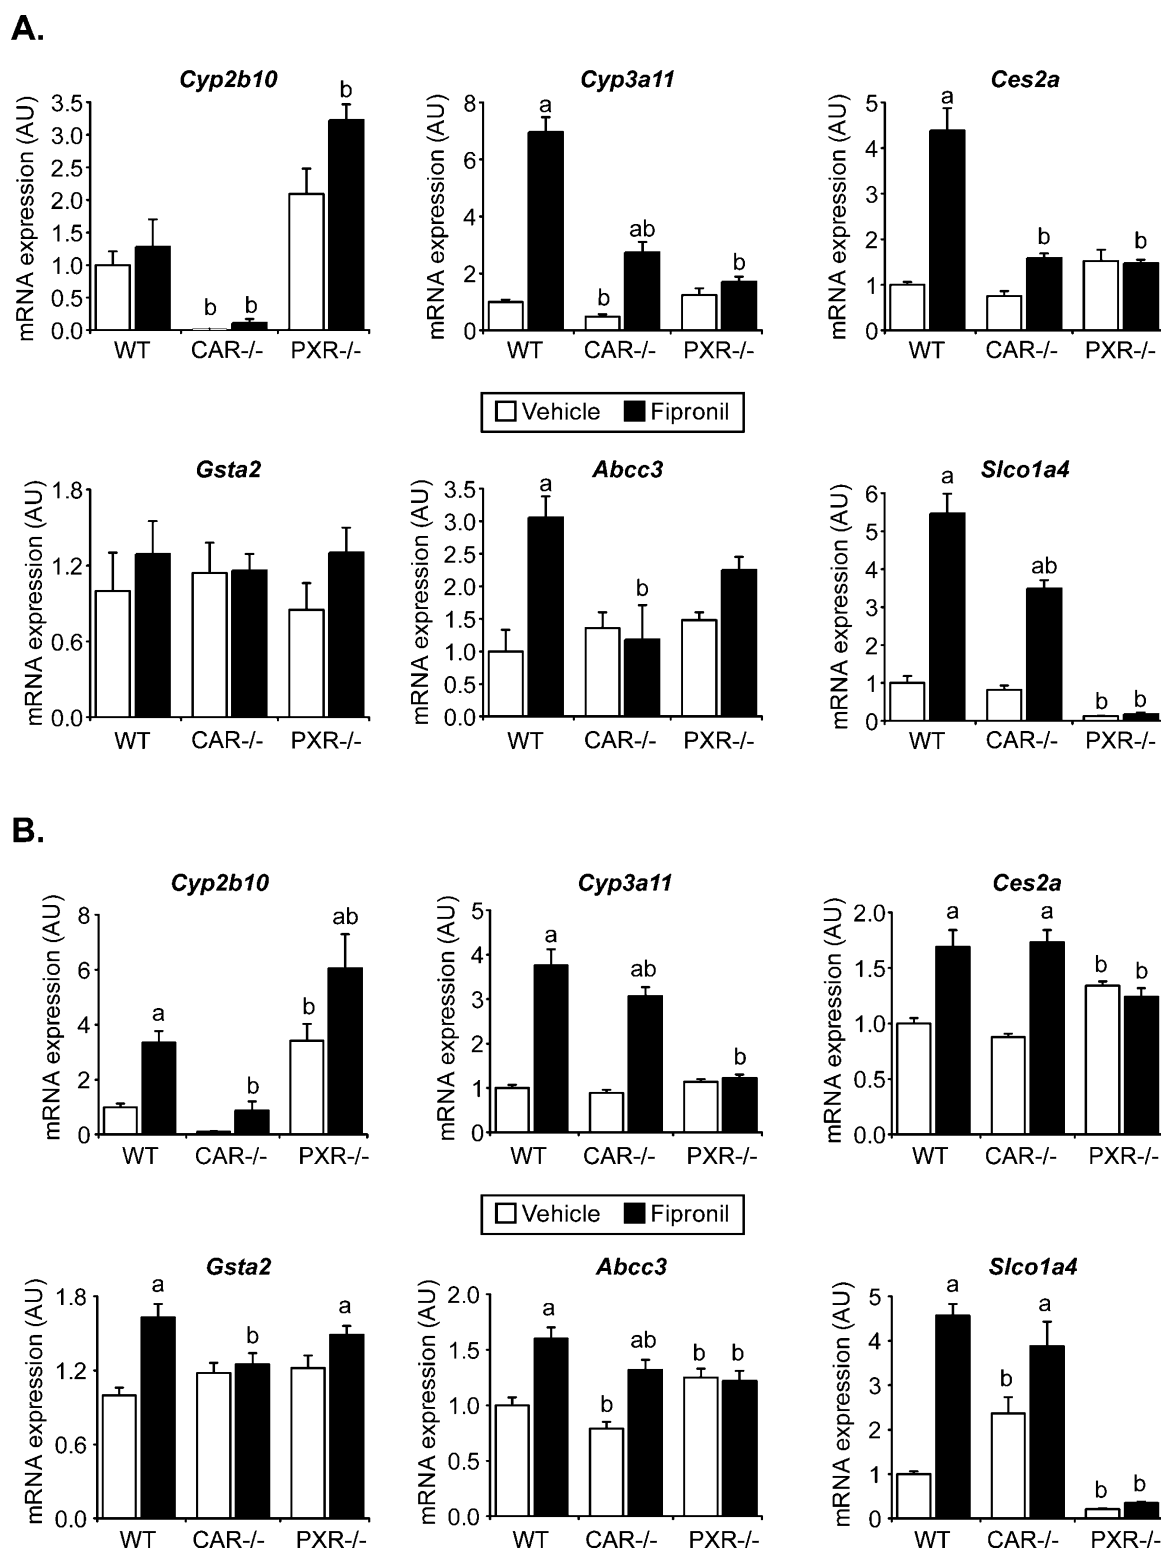 A.
Cyp2b10
Cyp3a11
Ces2a
mRNA expression (AU)
3.5
3.0
2.5
2.0
1.5
1.0
0.5
0.0
b
b
b
WT
CAR-/-
PXR-/-
mRNA expression (AU)
8
6
4
2
0
a
b
ab
b
WT
CAR-/-
PXR-/-
mRNA expression (AU)
5
4
3
2
1
0
a
b
b
WT
CAR-/-
PXR-/-
Vehicle Fipronil
Gsta2
Abcc3
Slco1a4
mRNA expression (AU)
1.8
1.2
0.6
0.0
WT
CAR-/-
PXR-/-
mRNA expression (AU)
3.5
3.0
2.5
2.0
1.5
1.0
0.5
0.0
a
b
WT
CAR-/-
PXR-/-
mRNA expression (AU)
6
5
4
3
2
1
0
a
ab
b
b
WT
CAR-/-
PXR-/-
B.
Cyp2b10
Cyp3a11
Ces2a
mRNA expression (AU)
8
6
4
2
0
a
b
b
ab
WT
CAR-/-
PXR-/-
mRNA expression (AU)
5
4
3
2
1
0
a
ab
b
WT
CAR-/-
PXR-/-
mRNA expression (AU)
2.0
1.5
1.0
0.5
0.0
a
a
b
b
WT
CAR-/-
PXR-/-
Vehicle Fipronil
Gsta2
Abcc3
Slco1a4
mRNA expression (AU)
1.8
1.2
0.6
0.0
a
b
a
WT
CAR-/-
PXR-/-
mRNA expression (AU)
2.0
1.5
1.0
0.5
0.0
a
b
ab
b
b
WT
CAR-/-
PXR-/-
mRNA expression (AU)
5
4
3
2
1
0
a
b
a
b
b
WT
CAR-/-
PXR-/-